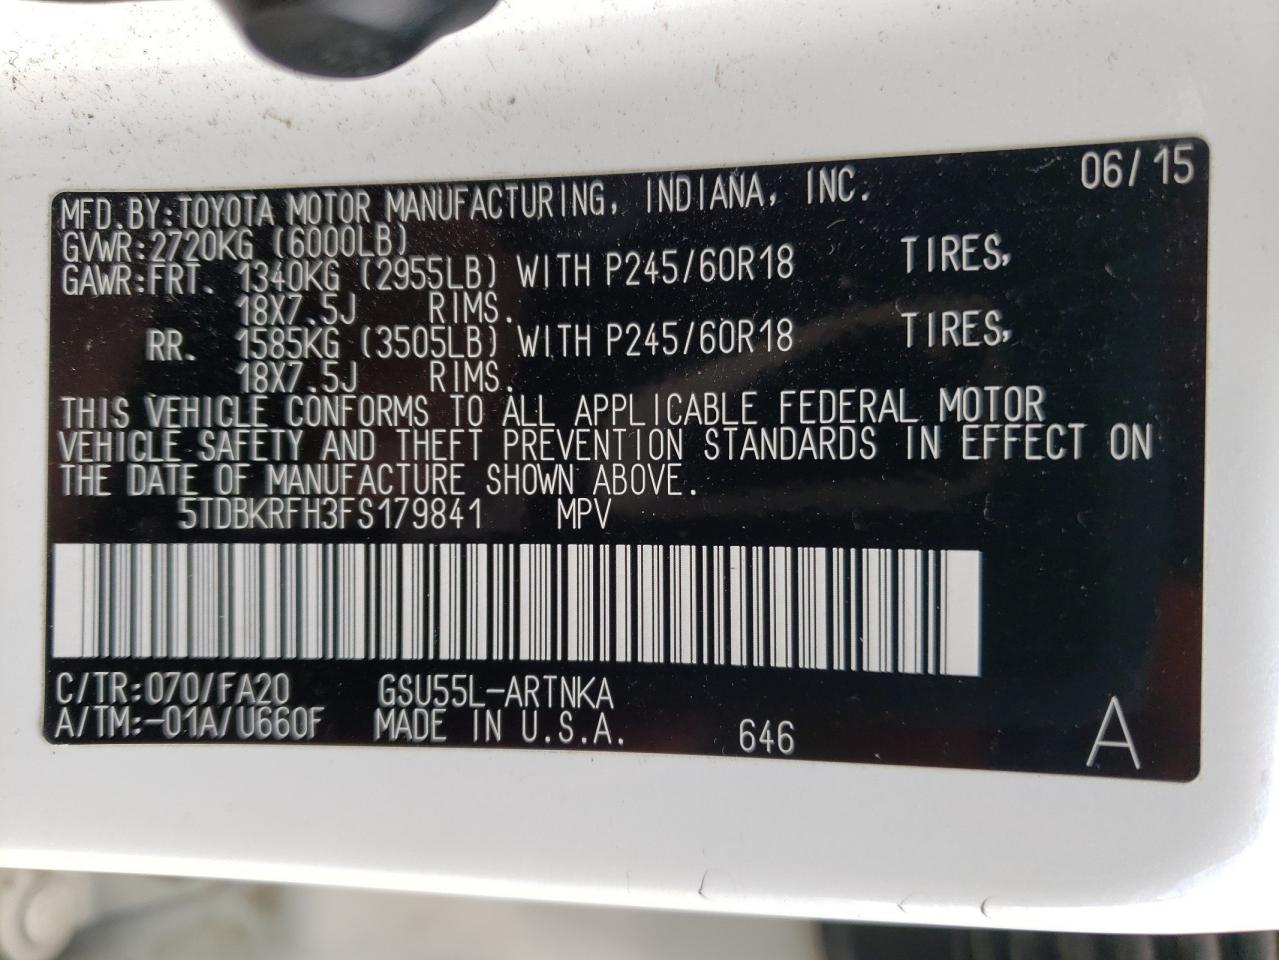 06/15
MFD.BY:TOYOTA MOTOR MANUFACTURING, INDIANA, INC.
GVWR:2720KG (6000LB)
GAWR:FRT. 1340KG (2955LB) WITH P245/60R18 TIRES,
18X7.5J RIMS.
RR. 1585KG (3505LB) WITH P245/60R18 TIRES,
18X7.5J RIMS.
THIS VEHICLE CONFORMS TO ALL APPLICABLE FEDERAL MOTOR
VEHICLE SAFETY AND THEFT PREVENTION STANDARDS IN EFFECT ON
THE DATE OF MANUFACTURE SHOWN ABOVE.
5TDBKRFH3FS179841 MPV
C/TR:070/FA20 GSU55L-ARTNKA
A/TM:-01A/U660F MADE IN U.S.A. 646 A